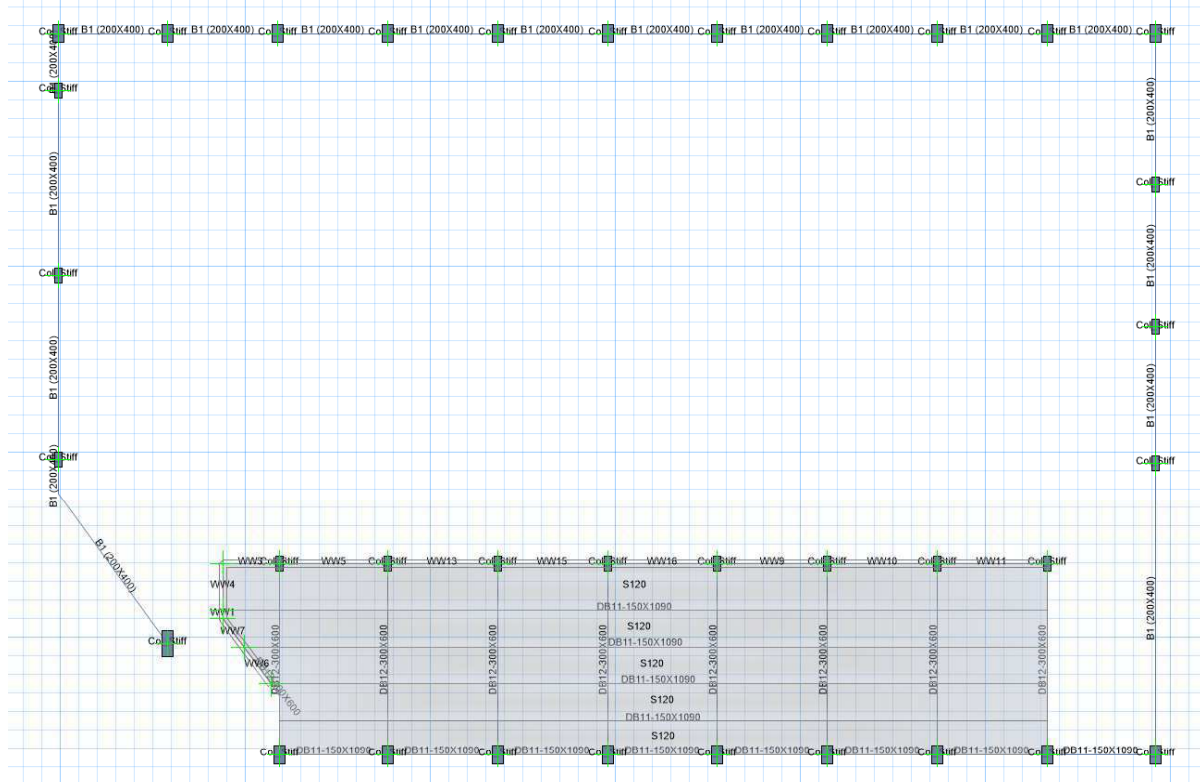 Col Stiff B1 (200X400) Col Stiff B1 (200X400) Col Stiff B1 (200X400) Col Stiff B1 (200X400) Col Stiff B1 (200X400) Col Stiff B1 (200X400) Col Stiff B1 (200X400) Col Stiff B1 (200X400) Col Stiff B1 (200X400) Col Stiff B1 (200X400) Col Stiff
B1 (200X400)
Col Stiff
B1 (200X400)
B1 (200X400)
Col Stiff
B1 (200X400)
Col Stiff
Col Stiff
B1 (200X400)
B1 (200X400)
Col Stiff
B1 (200X400)
Col Stiff
Col Stiff
B1 (200X400)
B1 (200X400)
WW3 Col Stiff WW5 Col Stiff WW13 Col Stiff WW15 Col Stiff WW16 Col Stiff WW9 Col Stiff WW10 Col Stiff WW11 Col Stiff
WW4
S120
B1 (200X400)
DB11-150X1090
WW1
S120
WW7
Col Stiff
DB11-150X1090
WW6
S120
DB12-300X600 DB12-300X600 DB12-300X600 DB12-300X600 DB12-300X600 DB12-300X600 DB12-300X600 DB12-300X600
DB11-150X1090
S120
DB11-150X1090
S120
Col Stiff DB11-150X1090 Col Stiff DB11-150X1090 Col Stiff DB11-150X1090 Col Stiff DB11-150X1090 Col Stiff DB11-150X1090 Col Stiff DB11-150X1090 Col Stiff DB11-150X1090 Col Stiff DB11-150X1090 Col Stiff